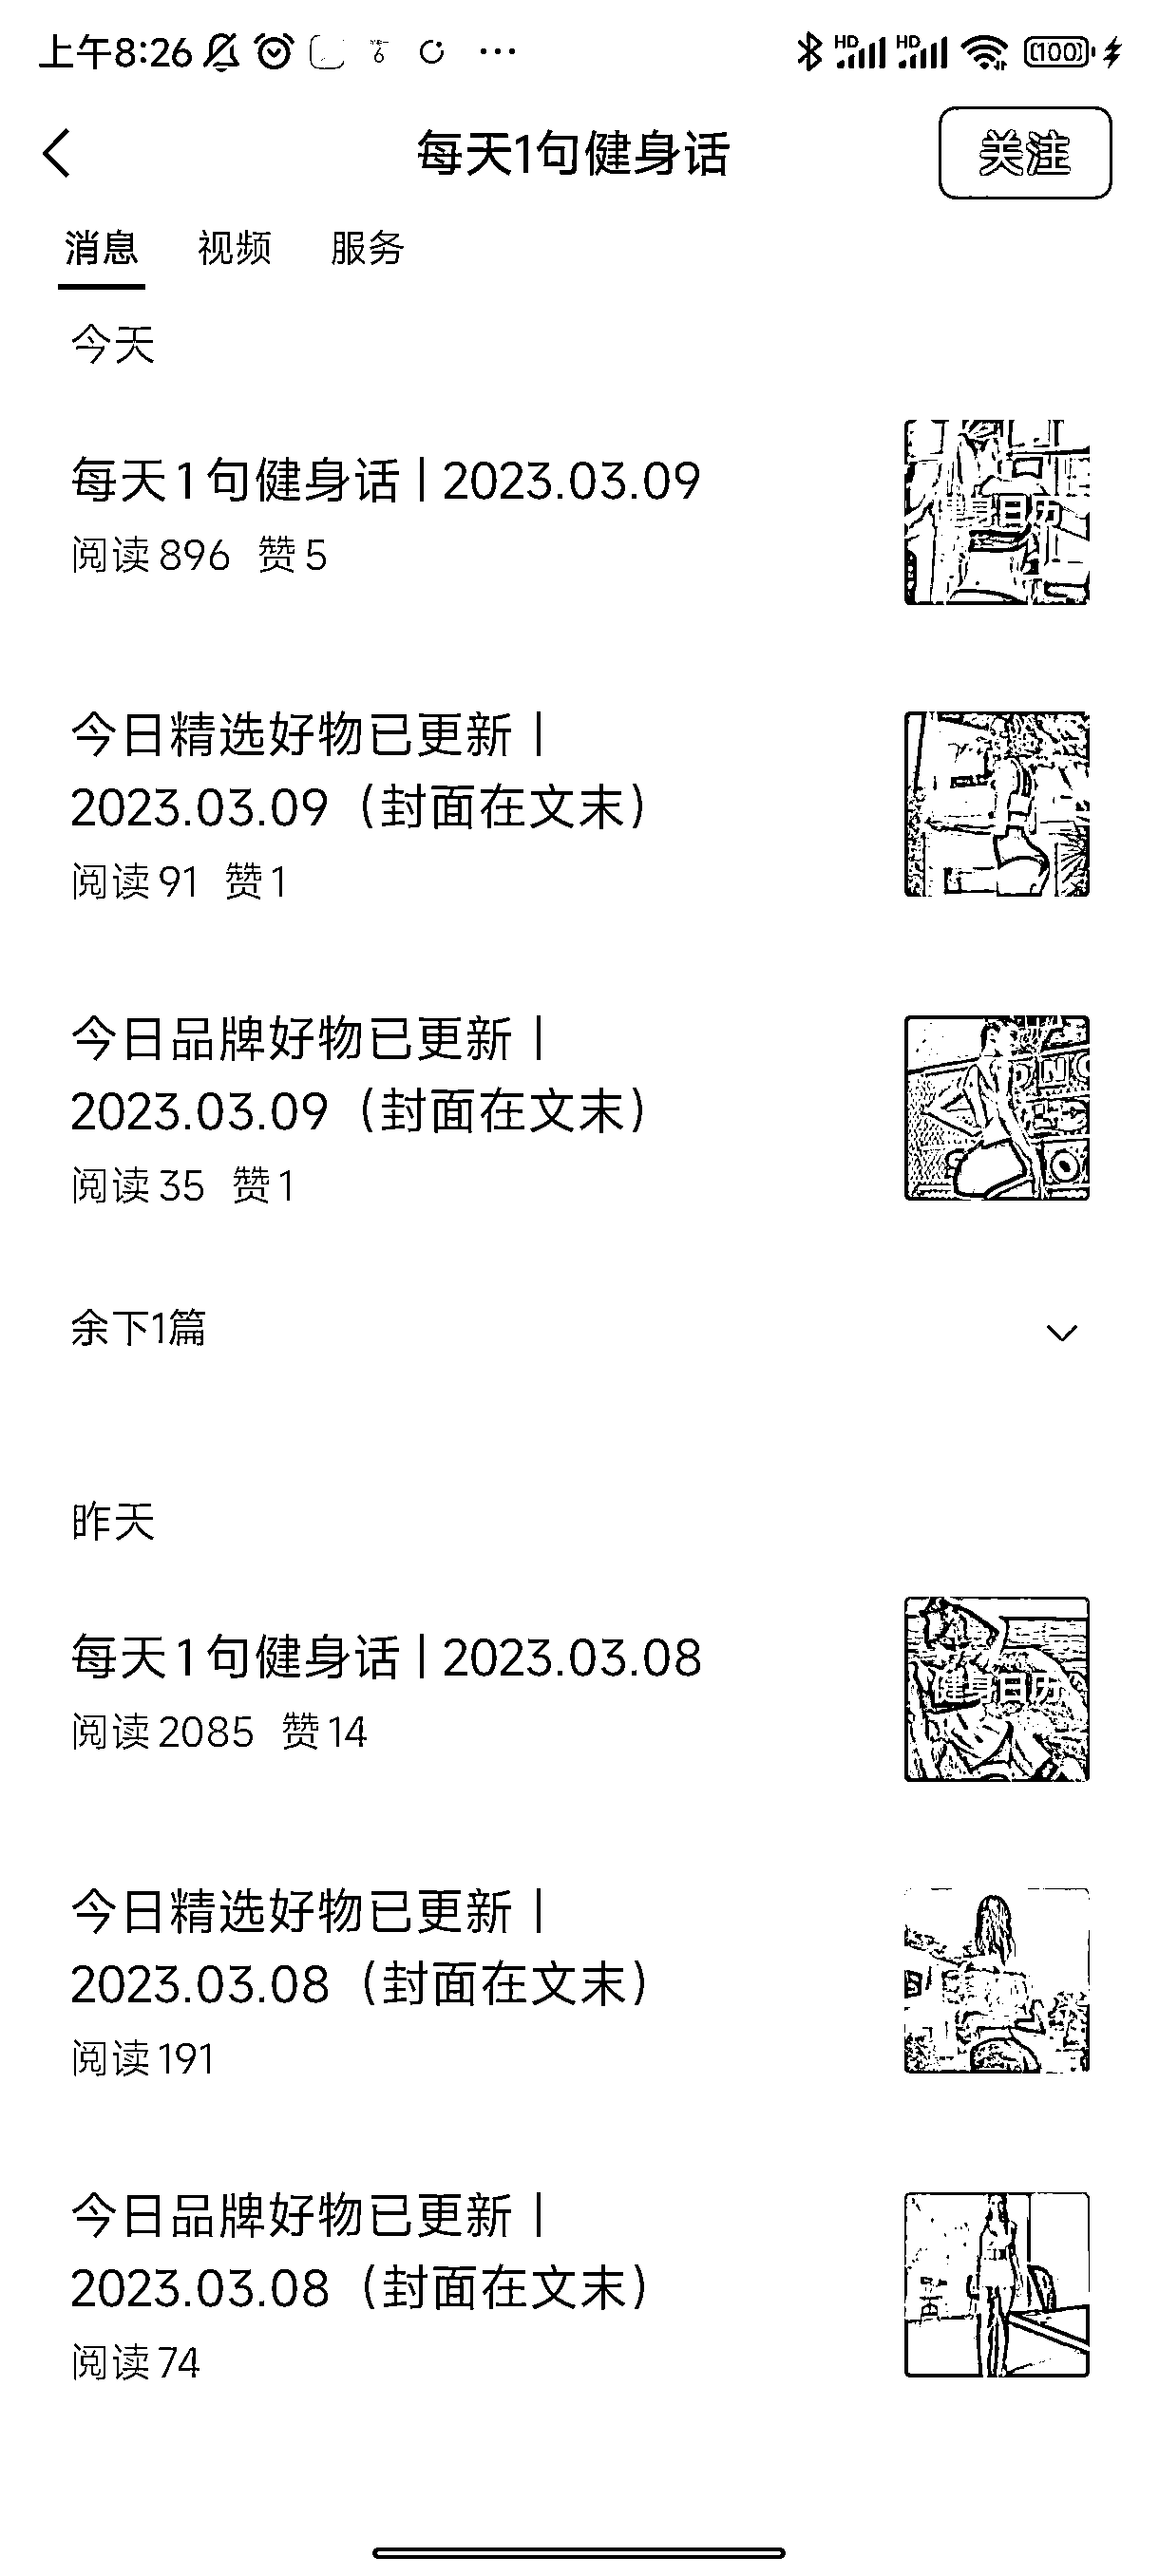 上午8:26
HD HD 100
每天1句健身话
关注
消息 视频 服务
今天
每天1句健身话 | 2023.03.09
阅读 896 赞 5
健身日历
今日精选好物已更新 |
2023.03.09（封面在文末）
阅读 91 赞 1
今日品牌好物已更新 |
2023.03.09（封面在文末）
阅读 35 赞 1
余下1篇
昨天
每天1句健身话 | 2023.03.08
阅读 2085 赞 14
健身日历
今日精选好物已更新 |
2023.03.08（封面在文末）
阅读 191
今日品牌好物已更新 |
2023.03.08（封面在文末）
阅读 74